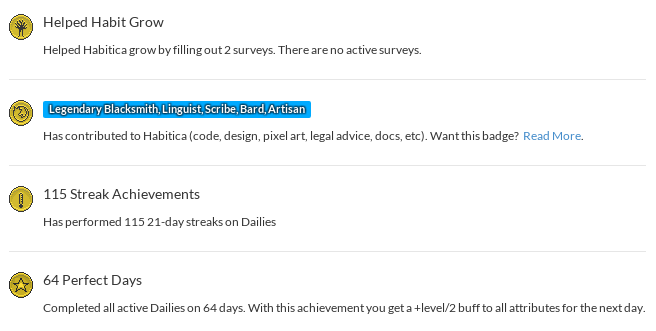 Helped Habit Grow
Helped Habitica grow by filling out 2 surveys. There are no active surveys.
Legendary Blacksmith, Linguist, Scribe, Bard, Artisan
Has contributed to Habitica (code, design, pixel art, legal advice, docs, etc). Want this badge? Read More.
115 Streak Achievements
Has performed 115 21-day streaks on Dailies
64 Perfect Days
Completed all active Dailies on 64 days. With this achievement you get a +level/2 buff to all attributes for the next day.